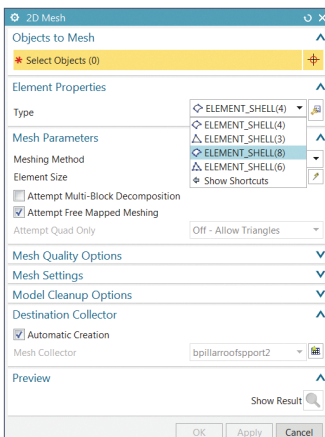 2D Mesh
Objects to Mesh
* Select Objects (0)
Element Properties
Type
ELEMENT_SHELL(4)
ELEMENT_SHELL(4)
ELEMENT_SHELL(3)
Mesh Parameters
ELEMENT_SHELL(8)
Meshing Method
ELEMENT_SHELL(6)
Element Size
Show Shortcuts
Attempt Multi-Block Decomposition
Attempt Free Mapped Meshing
Attempt Quad Only Off - Allow Triangles
Mesh Quality Options
Mesh Settings
Model Cleanup Options
Destination Collector
Automatic Creation
Mesh Collector bpillarroofspport2
Preview
Show Result
OK Apply Cancel